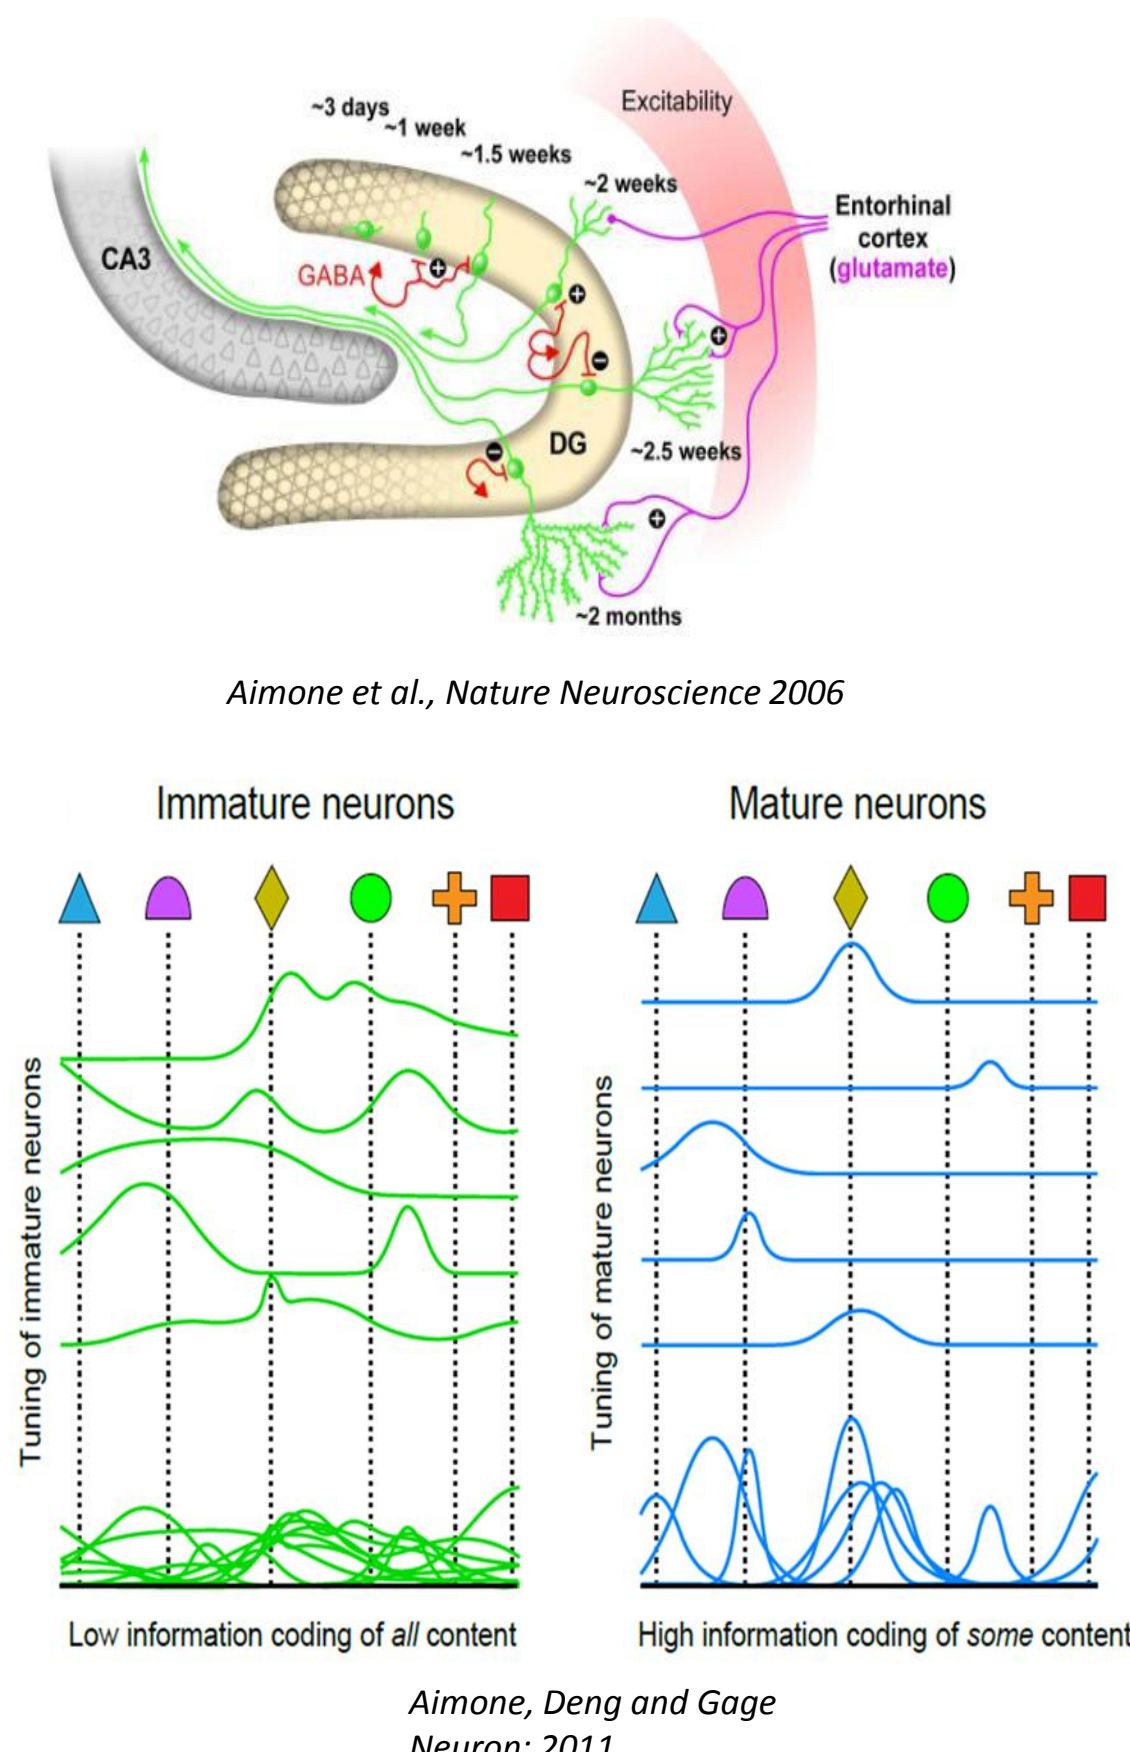 ~3 days
~1 week
~1.5 weeks
~2 weeks
Excitability
Entorhinal
cortex
(glutamate)
CA3
GABA
+
+
+
−
DG
−
~2.5 weeks
+
~2 months
Aimone et al., Nature Neuroscience 2006
Immature neurons
Mature neurons
Tuning of immature neurons
Tuning of mature neurons
Low information coding of all content
High information coding of some content
Aimone, Deng and Gage
Neuron; 2011